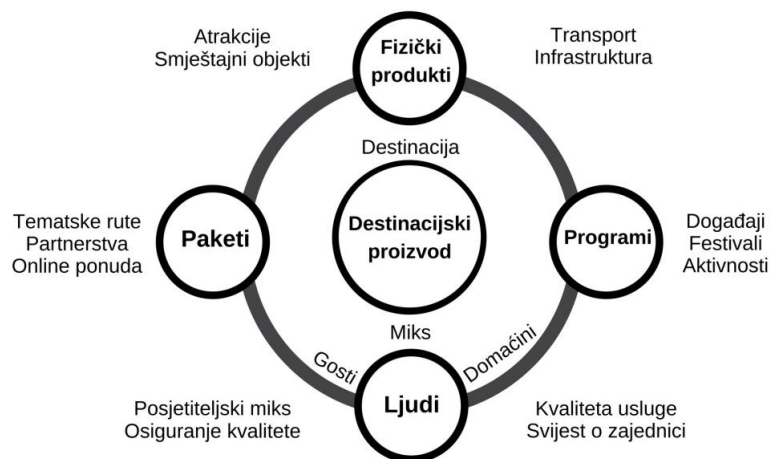 Atrakcije
Smještajni objekti
Fizički
produkti
Transport
Infrastruktura
Destinacija
Tematske rute
Partnerstva
Online ponuda
Paketi
Destinacijski
proizvod
Programi
Događaji
Festivali
Aktivnosti
Miks
Gosti
Domaćini
Ljudi
Posjetiteljski miks
Osiguranje kvalitete
Kvaliteta usluge
Svijest o zajednici